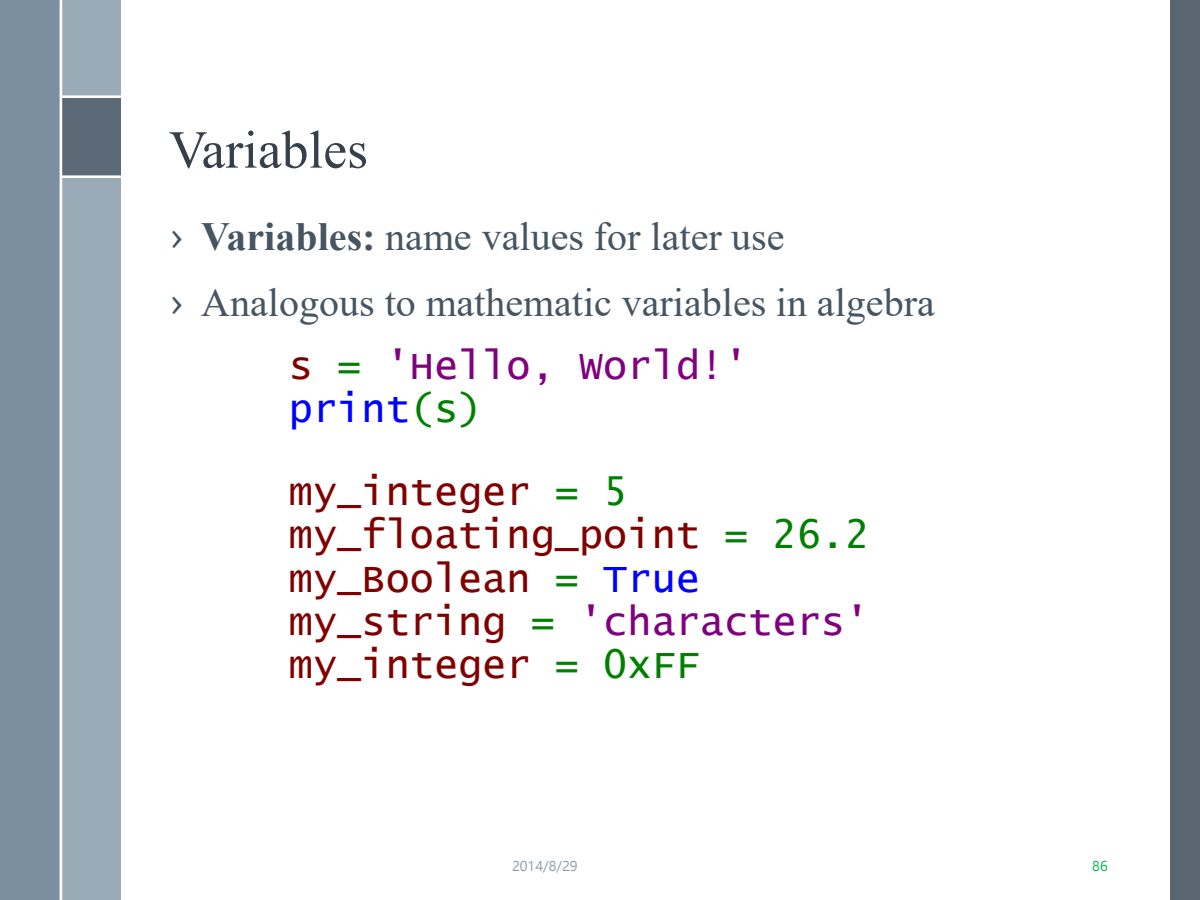 Variables
› Variables: name values for later use
› Analogous to mathematic variables in algebra
s = 'Hello, World!'
print(s)
my_integer = 5
my_floating_point = 26.2
my_Boolean = True
my_string = 'characters'
my_integer = 0xFF
2014/8/29
86